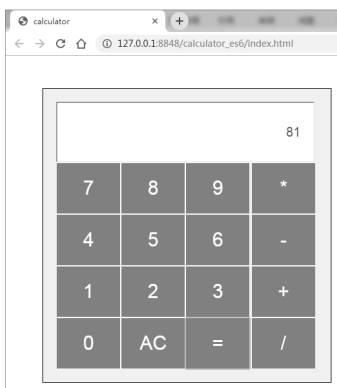 calculator × +
127.0.0.1:8848/calculator_es6/index.html
81
7 8 9 *
4 5 6 -
1 2 3 +
0 AC = /